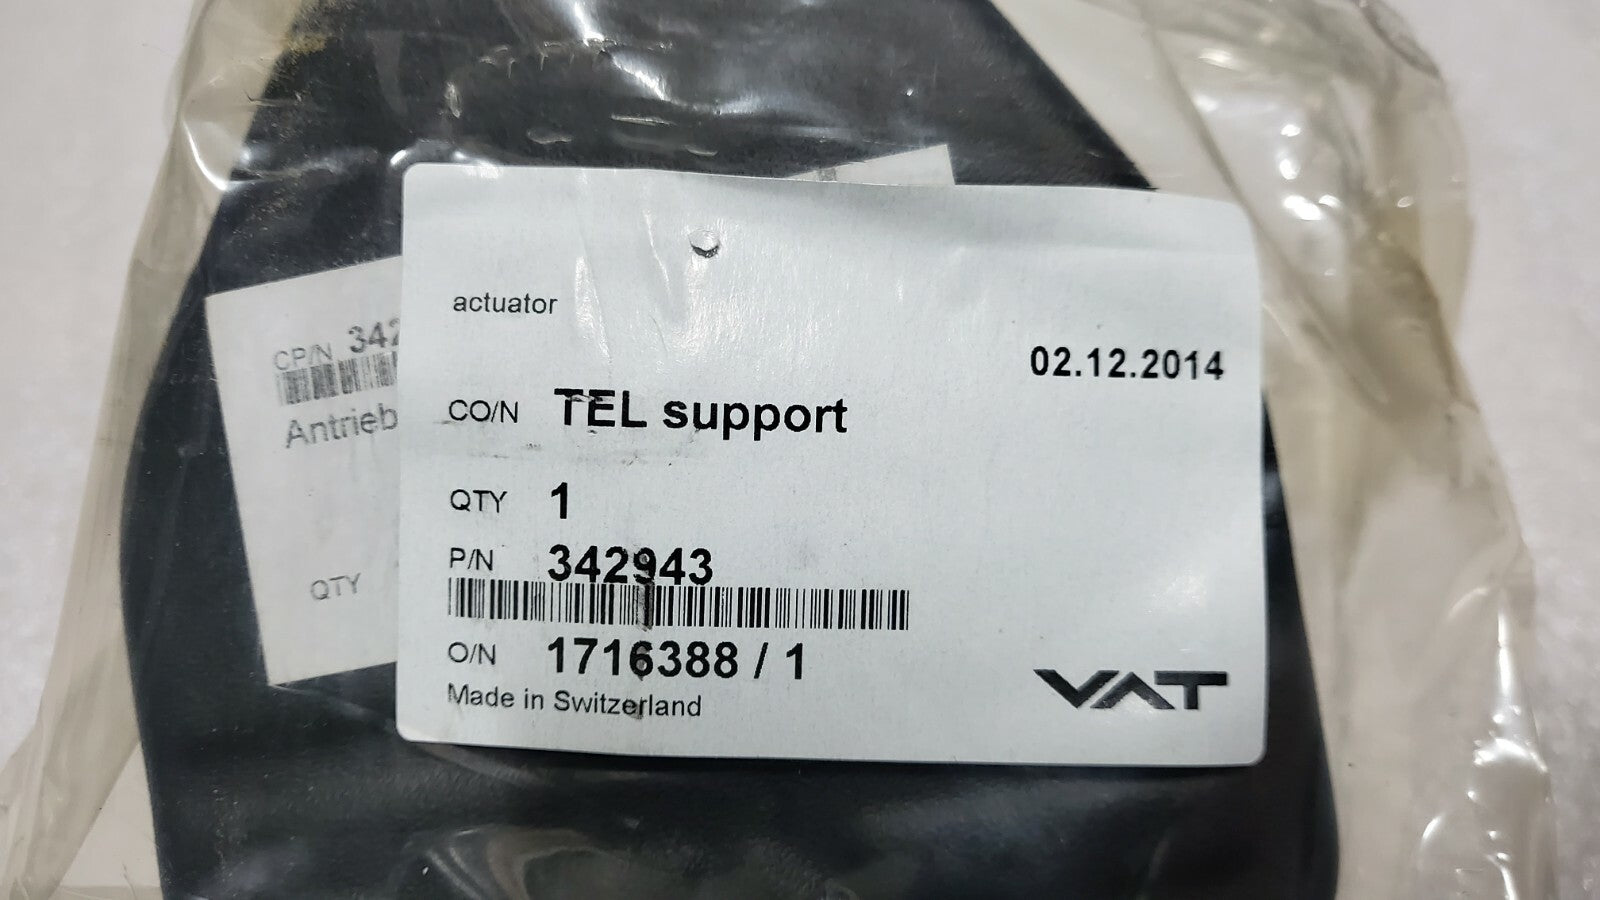 actuator
02.12.2014
CO/N TEL support
QTY 1
P/N 342943
O/N 1716388 / 1
Made in Switzerland
VAT
CP/N 342
Antrieb
QTY